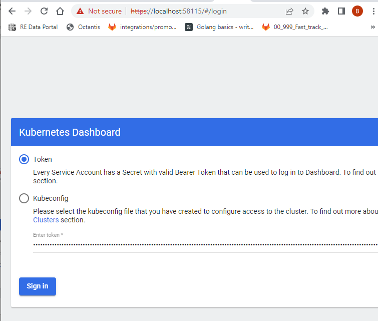 Not secure | https://localhost:58115/#/login
B
RE Data Portal Octantis integrations/promo... Golang basics - writ... 00_999_Fast_track_...
Kubernetes Dashboard
Token
Every Service Account has a Secret with valid Bearer Token that can be used to log in to Dashboard. To find out
section.
Kubeconfig
Please select the kubeconfig file that you have created to configure access to the cluster. To find out more abou
Clusters section.
Enter token *
Sign in